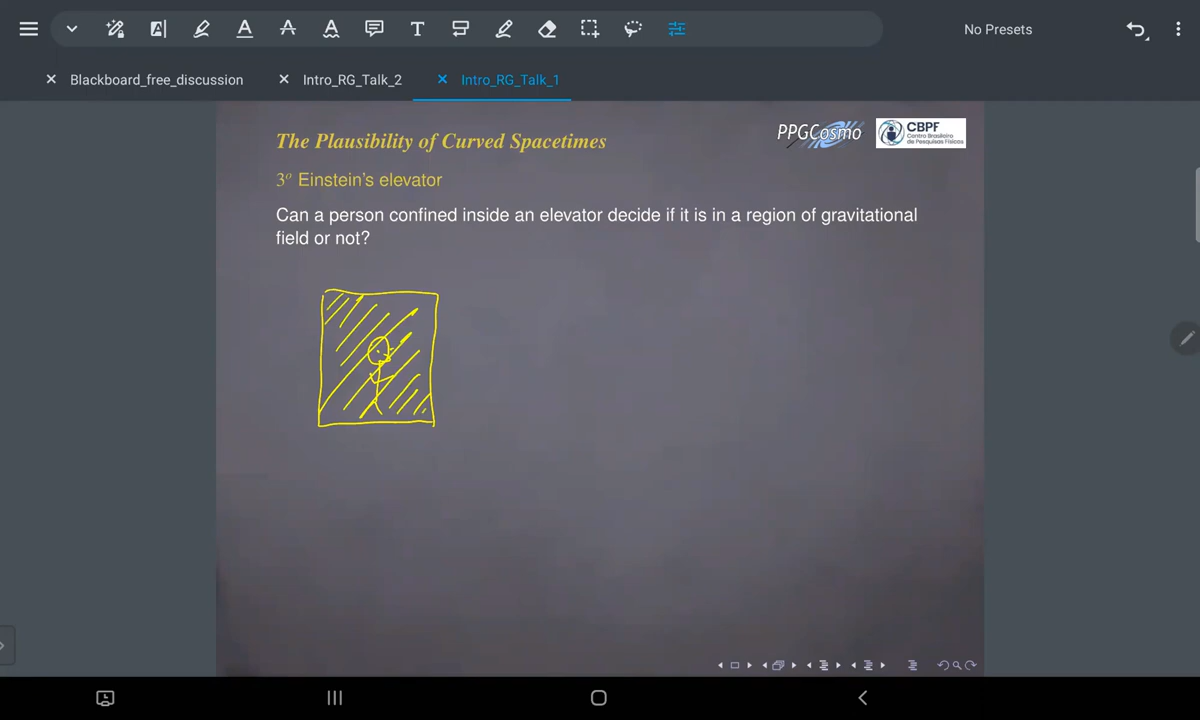 No Presets
Blackboard_free_discussion
Intro_RG_Talk_2
Intro_RG_Talk_1
The Plausibility of Curved Spacetimes
PPGCosmo
CBPF
Centro Brasileiro
de Pesquisas Físicas
3º Einstein's elevator
Can a person confined inside an elevator decide if it is in a region of gravitational
field or not?